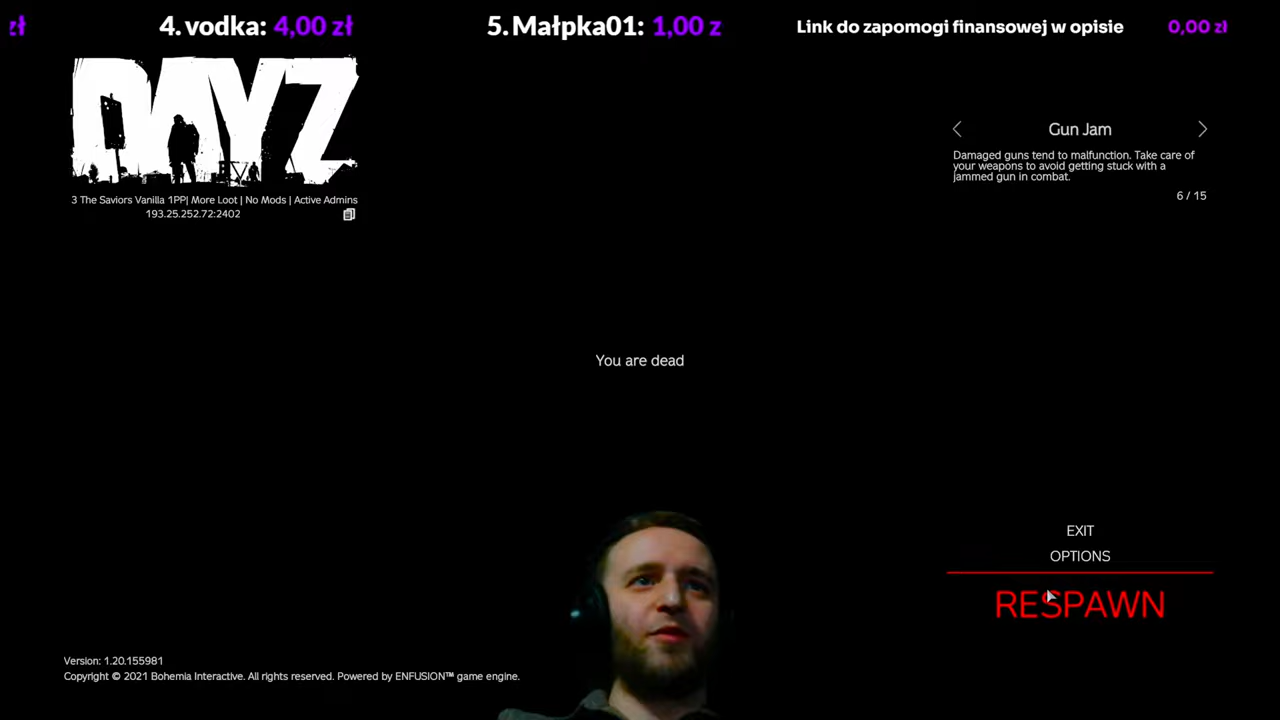 zł 4. vodka: 4,00 zł 5. Małpka01: 1,00 z
Link do zapomogi finansowej w opisie 0,00 zł
DAYZ
3 The Saviors Vanilla 1PP| More Loot | No Mods | Active Admins
193.25.252.72:2402
Gun Jam
Damaged guns tend to malfunction. Take care of
your weapons to avoid getting stuck with a
jammed gun in combat.
6 / 15
You are dead
EXIT
OPTIONS
RESPAWN
Version: 1.20.155981
Copyright © 2021 Bohemia Interactive. All rights reserved. Powered by ENFUSION™ game engine.